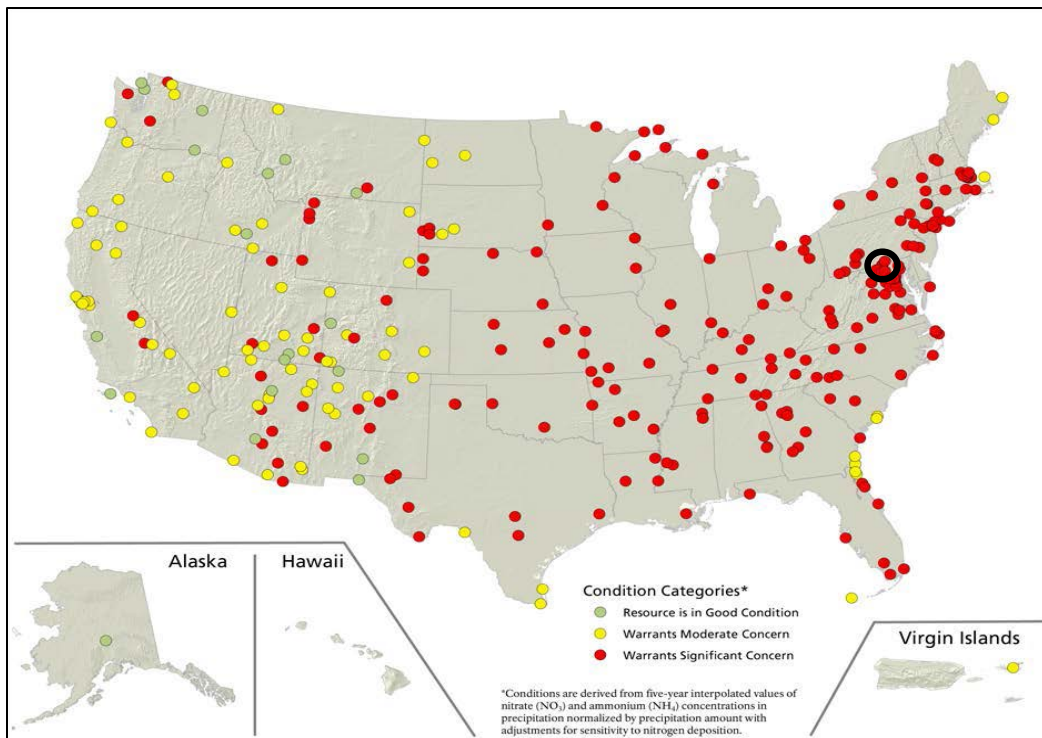 Alaska
Hawaii
Condition Categories*
Resource is in Good Condition
Warrants Moderate Concern
Warrants Significant Concern
Virgin Islands
*Conditions are derived from five-year interpolated values of
nitrate (NO₃) and ammonium (NH₄) concentrations in
precipitation normalized by precipitation amount with
adjustments for sensitivity to nitrogen deposition.